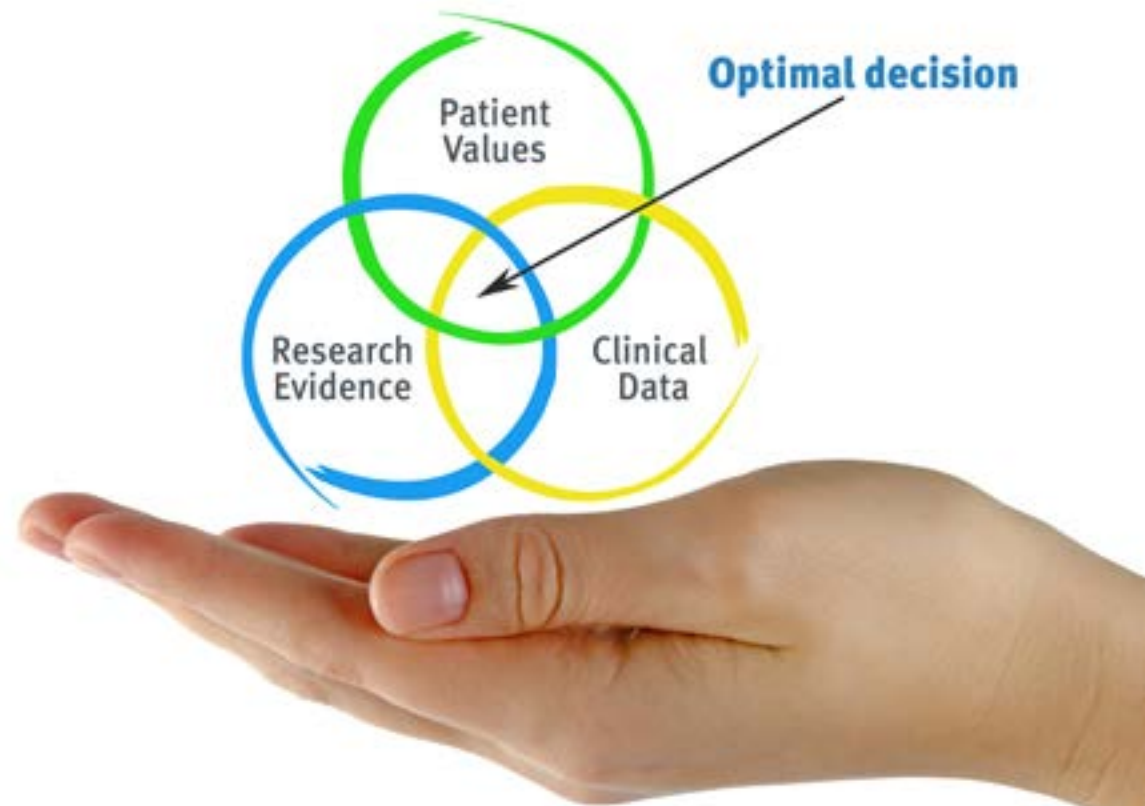 Optimal decision
Patient
Values
Research
Evidence
Clinical
Data